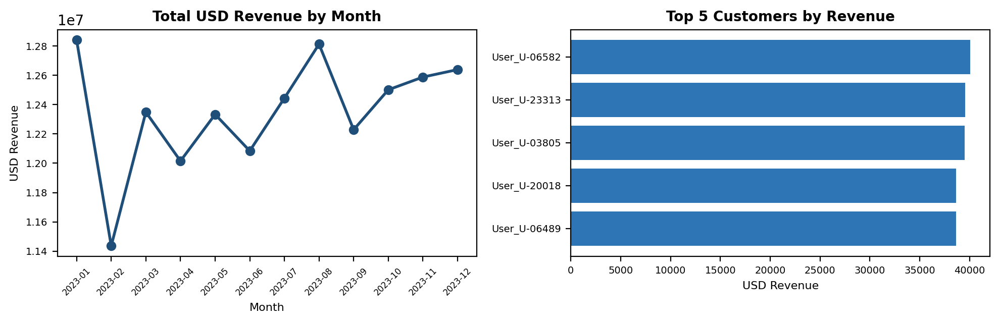 Total USD Revenue by Month
1e7
1.28
1.26
1.24
1.22
1.20
1.18
1.16
1.14
USD Revenue
2023-01 2023-02 2023-03 2023-04 2023-05 2023-06 2023-07 2023-08 2023-09 2023-10 2023-11 2023-12
Month
Top 5 Customers by Revenue
User_U-06582
User_U-23313
User_U-03805
User_U-20018
User_U-06489
0 5000 10000 15000 20000 25000 30000 35000 40000
USD Revenue